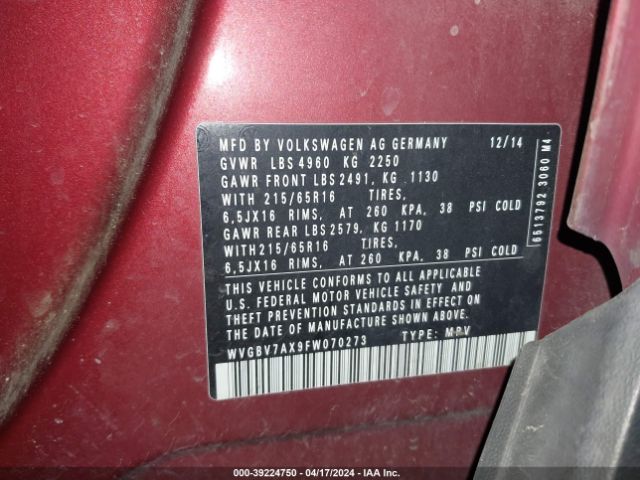 MFD BY VOLKSWAGEN AG GERMANY 12/14
GVWR LBS 4960 KG 2250
GAWR FRONT LBS 2491, KG 1130
WITH 215/65R16 TIRES,
6,5JX16 RIMS, AT 260 KPA, 38 PSI COLD
GAWR REAR LBS 2579, KG 1170
WITH215/65R16 TIRES,
6,5JX16 RIMS, AT 260 KPA, 38 PSI COLD
THIS VEHICLE CONFORMS TO ALL APPLICABLE
U.S. FEDERAL MOTOR VEHICLE SAFETY AND
THEFT PREVENTION STANDARDS IN EFFECT ON
THE DATE OF MANUFACTURE SHOWN ABOVE.
WVGBV7AX9FW070273 TYPE: MPV
6513792 3060 M4
000-39224750 - 04/17/2024 - IAA Inc.